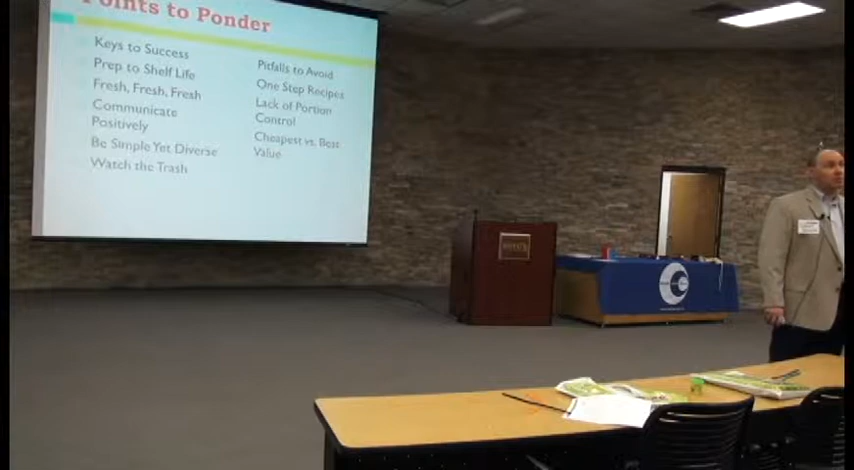 Points to Ponder
Keys to Success
Prep to Shelf Life
Fresh, Fresh, Fresh
Communicate
Positively
Be Simple Yet Diverse
Watch the Trash
Pitfalls to Avoid
One Step Recipes
Lack of Portion
Control
Cheapest vs. Best
Value